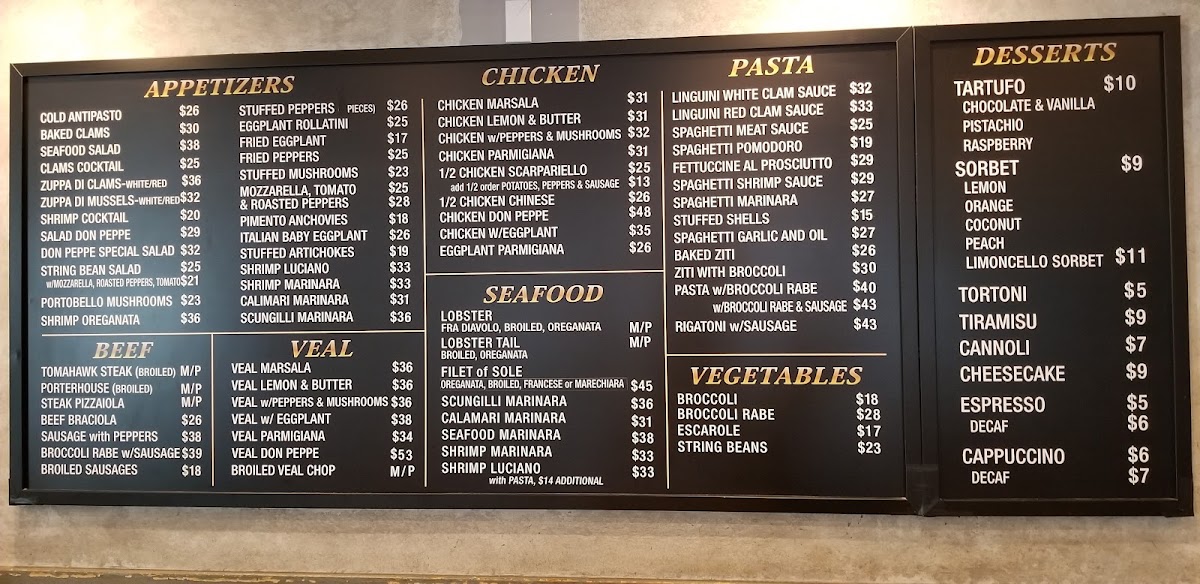 APPETIZERS
COLD ANTIPASTO $26
BAKED CLAMS $30
SEAFOOD SALAD $38
CLAMS COCKTAIL $25
ZUPPA DI CLAMS-WHITE/RED $36
ZUPPA DI MUSSELS-WHITE/RED $32
SHRIMP COCKTAIL $20
SALAD DON PEPPE $29
DON PEPPE SPECIAL SALAD $32
STRING BEAN SALAD $25
w/MOZZARELLA, ROASTED PEPPERS, TOMATO $21
PORTOBELLO MUSHROOMS $23
SHRIMP OREGANATA $36
STUFFED PEPPERS ( PIECES) $26
EGGPLANT ROLLATINI $25
FRIED EGGPLANT $17
FRIED PEPPERS $25
STUFFED MUSHROOMS $23
MOZZARELLA, TOMATO $25
& ROASTED PEPPERS $28
PIMENTO ANCHOVIES $18
ITALIAN BABY EGGPLANT $26
STUFFED ARTICHOKES $19
SHRIMP LUCIANO $33
SHRIMP MARINARA $33
CALIMARI MARINARA $31
SCUNGILLI MARINARA $36
BEEF
TOMAHAWK STEAK (BROILED) M/P
PORTERHOUSE (BROILED) M/P
STEAK PIZZAIOLA M/P
BEEF BRACIOLA $26
SAUSAGE with PEPPERS $38
BROCCOLI RABE w/SAUSAGE $39
BROILED SAUSAGES $18
VEAL
VEAL MARSALA $36
VEAL LEMON & BUTTER $36
VEAL w/PEPPERS & MUSHROOMS $36
VEAL w/ EGGPLANT $38
VEAL PARMIGIANA $34
VEAL DON PEPPE $53
BROILED VEAL CHOP M/P
CHICKEN
CHICKEN MARSALA $31
CHICKEN LEMON & BUTTER $31
CHICKEN w/PEPPERS & MUSHROOMS $32
CHICKEN PARMIGIANA $31
1/2 CHICKEN SCARPARIELLO $25
add 1/2 order POTATOES, PEPPERS & SAUSAGE $13
1/2 CHICKEN CHINESE $26
CHICKEN DON PEPPE $48
CHICKEN W/EGGPLANT $35
EGGPLANT PARMIGIANA $26
SEAFOOD
LOBSTER
FRA DIAVOLO, BROILED, OREGANATA M/P
LOBSTER TAIL M/P
BROILED, OREGANATA
FILET of SOLE
OREGANATA, BROILED, FRANCESE or MARECHIARA $45
SCUNGILLI MARINARA $36
CALAMARI MARINARA $31
SEAFOOD MARINARA $38
SHRIMP MARINARA $33
SHRIMP LUCIANO $33
with PASTA, $14 ADDITIONAL
PASTA
LINGUINI WHITE CLAM SAUCE $32
LINGUINI RED CLAM SAUCE $33
SPAGHETTI MEAT SAUCE $25
SPAGHETTI POMODORO $19
FETTUCCINE AL PROSCIUTTO $29
SPAGHETTI SHRIMP SAUCE $29
SPAGHETTI MARINARA $27
STUFFED SHELLS $15
SPAGHETTI GARLIC AND OIL $27
BAKED ZITI $26
ZITI WITH BROCCOLI $30
PASTA w/BROCCOLI RABE $40
w/BROCCOLI RABE & SAUSAGE $43
RIGATONI w/SAUSAGE $43
VEGETABLES
BROCCOLI $18
BROCCOLI RABE $28
ESCAROLE $17
STRING BEANS $23
DESSERTS
TARTUFO $10
CHOCOLATE & VANILLA
PISTACHIO
RASPBERRY
SORBET $9
LEMON
ORANGE
COCONUT
PEACH
LIMONCELLO SORBET $11
TORTONI $5
TIRAMISU $9
CANNOLI $7
CHEESECAKE $9
ESPRESSO $5
DECAF $6
CAPPUCCINO $6
DECAF $7